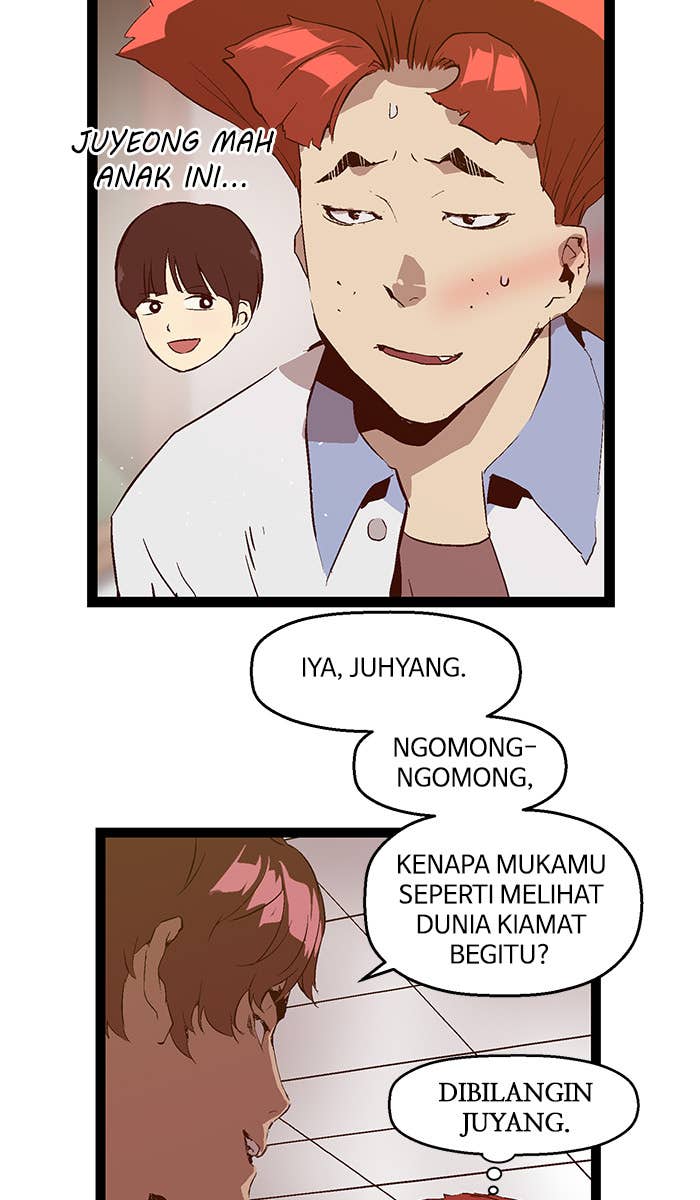 JUYEONG MAH
ANAK INI...
IYA, JUHYANG.
NGOMONG-
NGOMONG,
KENAPA MUKAMU
SEPERTI MELIHAT
DUNIA KIAMAT
BEGITU?
DIBILANGIN
JUYANG.